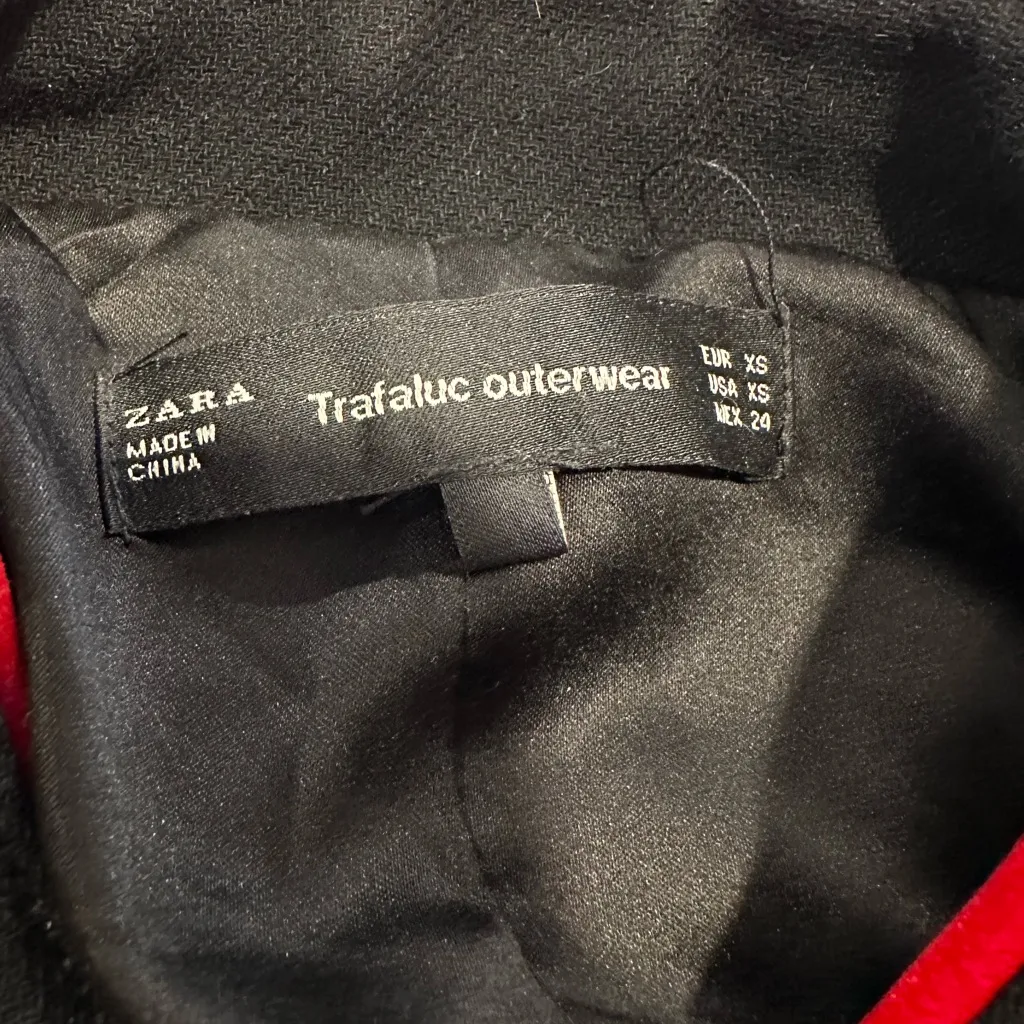 ZARA
MADE IN
CHINA
Trafaluc outerwear
EUR XS
USA XS
MEX 24